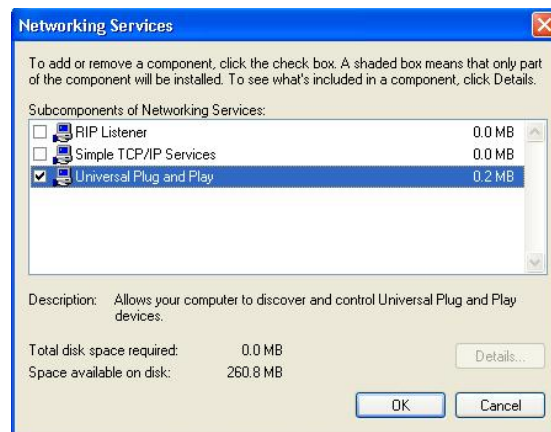 Networking Services
To add or remove a component, click the check box. A shaded box means that only part
of the component will be installed. To see what's included in a component, click Details.
Subcomponents of Networking Services:
RIP Listener 0.0 MB
Simple TCP/IP Services 0.0 MB
Universal Plug and Play 0.2 MB
Description: Allows your computer to discover and control Universal Plug and Play
devices.
Total disk space required: 0.0 MB
Space available on disk: 260.8 MB
Details...
OK Cancel